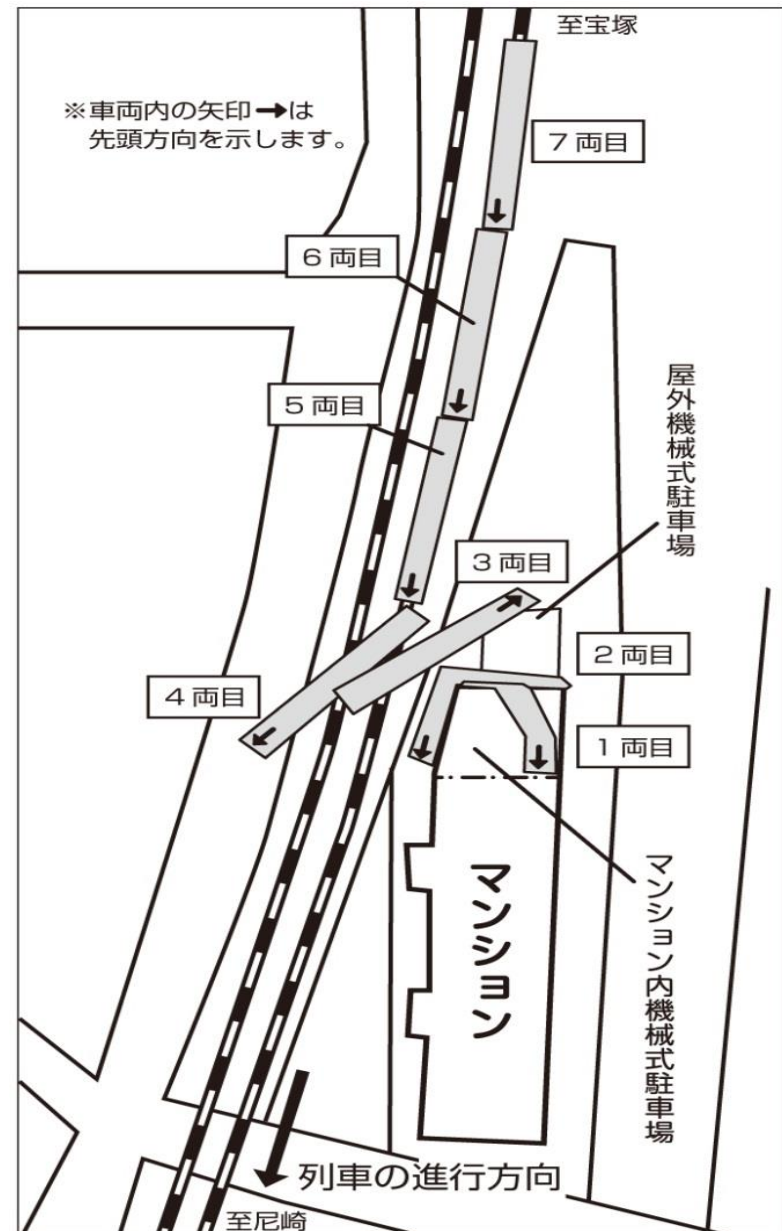 至宝塚
※車両内の矢印→は
先頭方向を示します。
7両目
6両目
5両目
屋外機械式駐車場
3両目
2両目
4両目
1両目
マンション
マンション内機械式駐車場
列車の進行方向
至尼崎